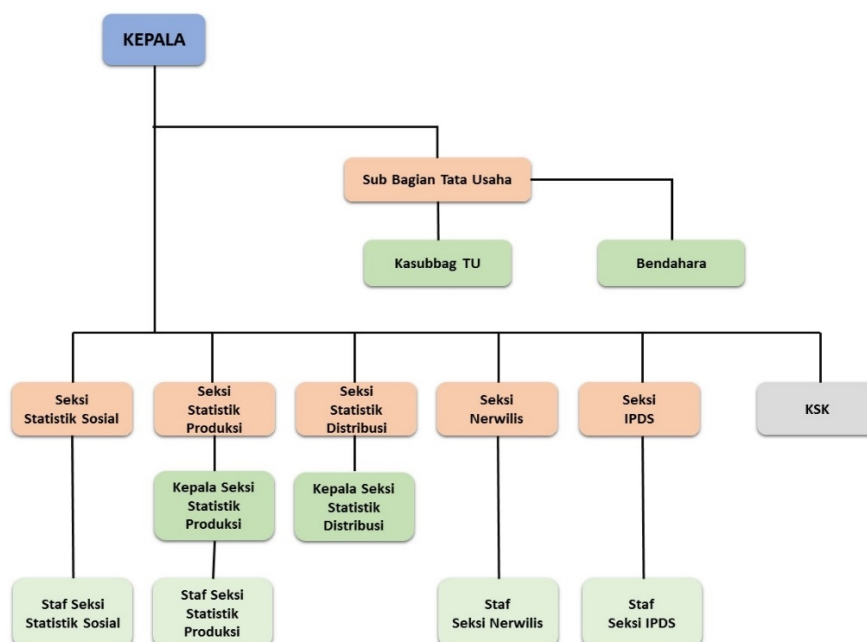 KEPALA
Sub Bagian Tata Usaha
Kasubbag TU
Bendahara
Seksi
Statistik Sosial
Seksi
Statistik
Produksi
Seksi
Statistik
Distribusi
Seksi
Nerwilis
Seksi
IPDS
KSK
Kepala Seksi
Statistik
Produksi
Kepala Seksi
Statistik
Distribusi
Staf Seksi
Statistik Sosial
Staf Seksi
Statistik
Produksi
Staf
Seksi Nerwilis
Staf
Seksi IPDS